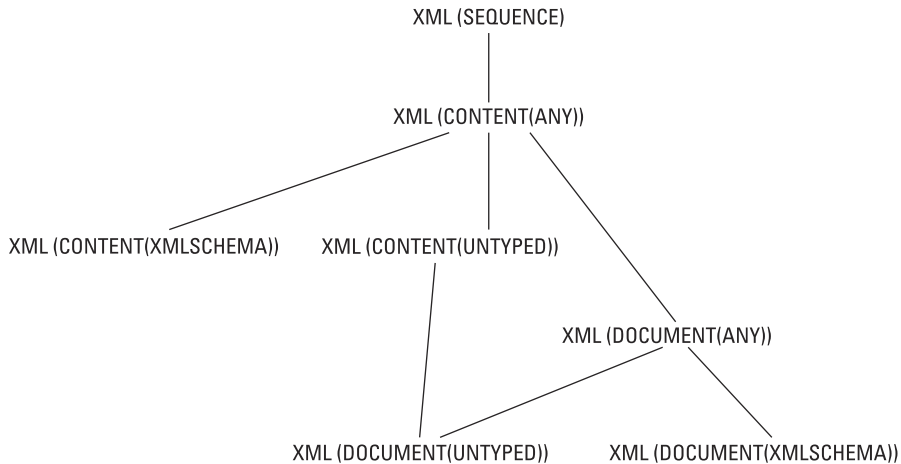 XML (SEQUENCE)
XML (CONTENT(ANY))
XML (CONTENT(XMLSCHEMA))
XML (CONTENT(UNTYPED))
XML (DOCUMENT(ANY))
XML (DOCUMENT(UNTYPED))
XML (DOCUMENT(XMLSCHEMA))